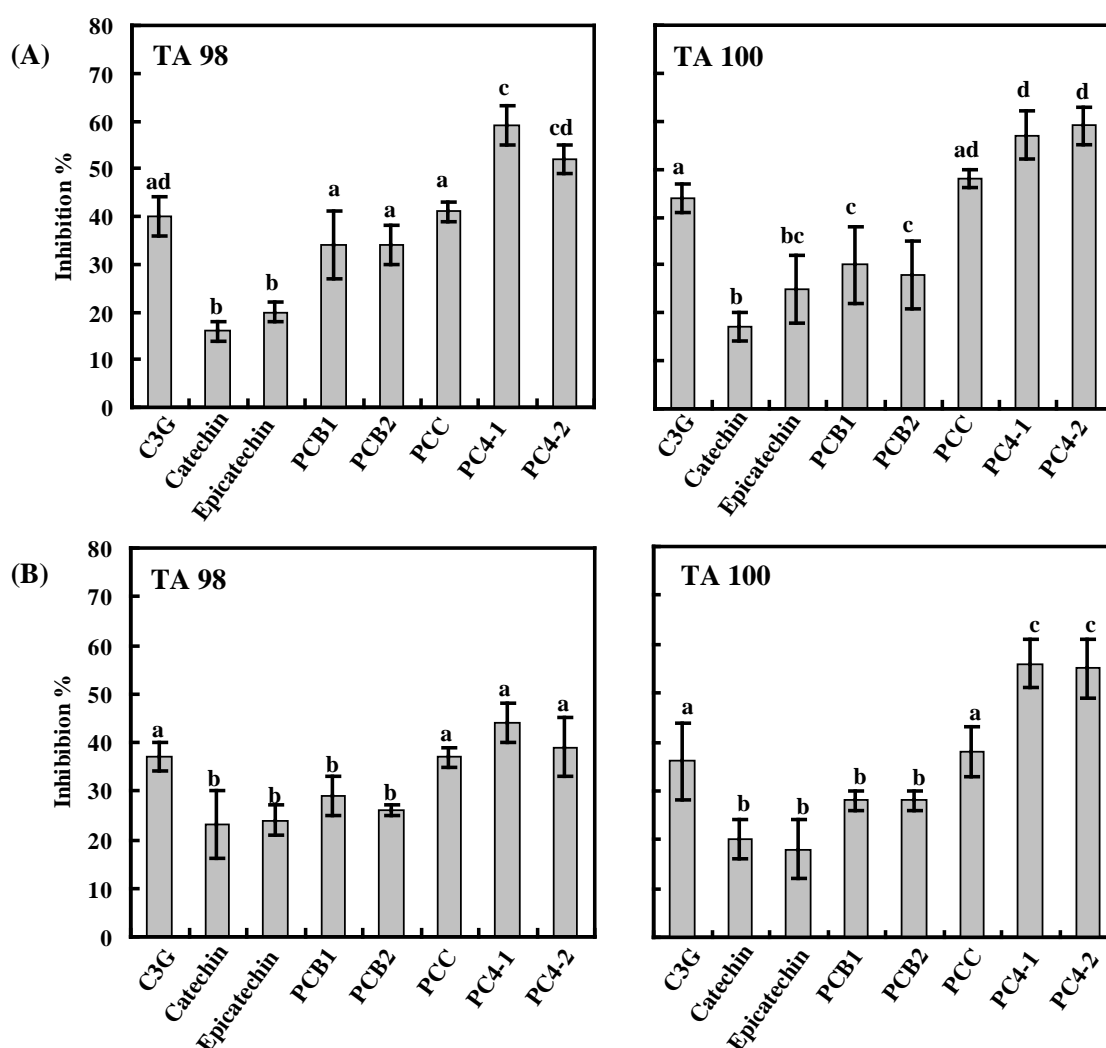 (A)
TA 98
TA 100
Inhibition %
80
70
60
50
40
30
20
10
0
ad
b
b
a
a
a
c
cd
a
b
bc
c
c
ad
d
d
C3G
Catechin
Epicatechin
PCB1
PCB2
PCC
PC4-1
PC4-2
C3G
Catechin
Epicatechin
PCB1
PCB2
PCC
PC4-1
PC4-2
(B)
TA 98
TA 100
Inhibibion %
80
70
60
50
40
30
20
10
0
a
b
b
b
b
a
a
a
a
b
b
b
b
a
c
c
C3G
Catechin
Epicatechin
PCB1
PCB2
PCC
PC4-1
PC4-2
C3G
Catechin
Epicatechin
PCB1
PCB2
PCC
PC4-1
PC4-2